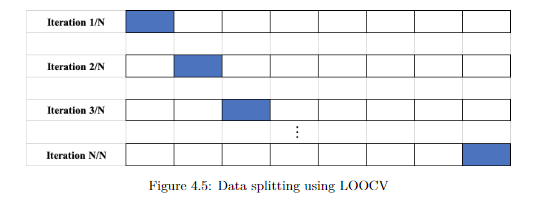 Iteration 1/N
Iteration 2/N
Iteration 3/N
⋮
Iteration N/N
Figure 4.5: Data splitting using LOOCV